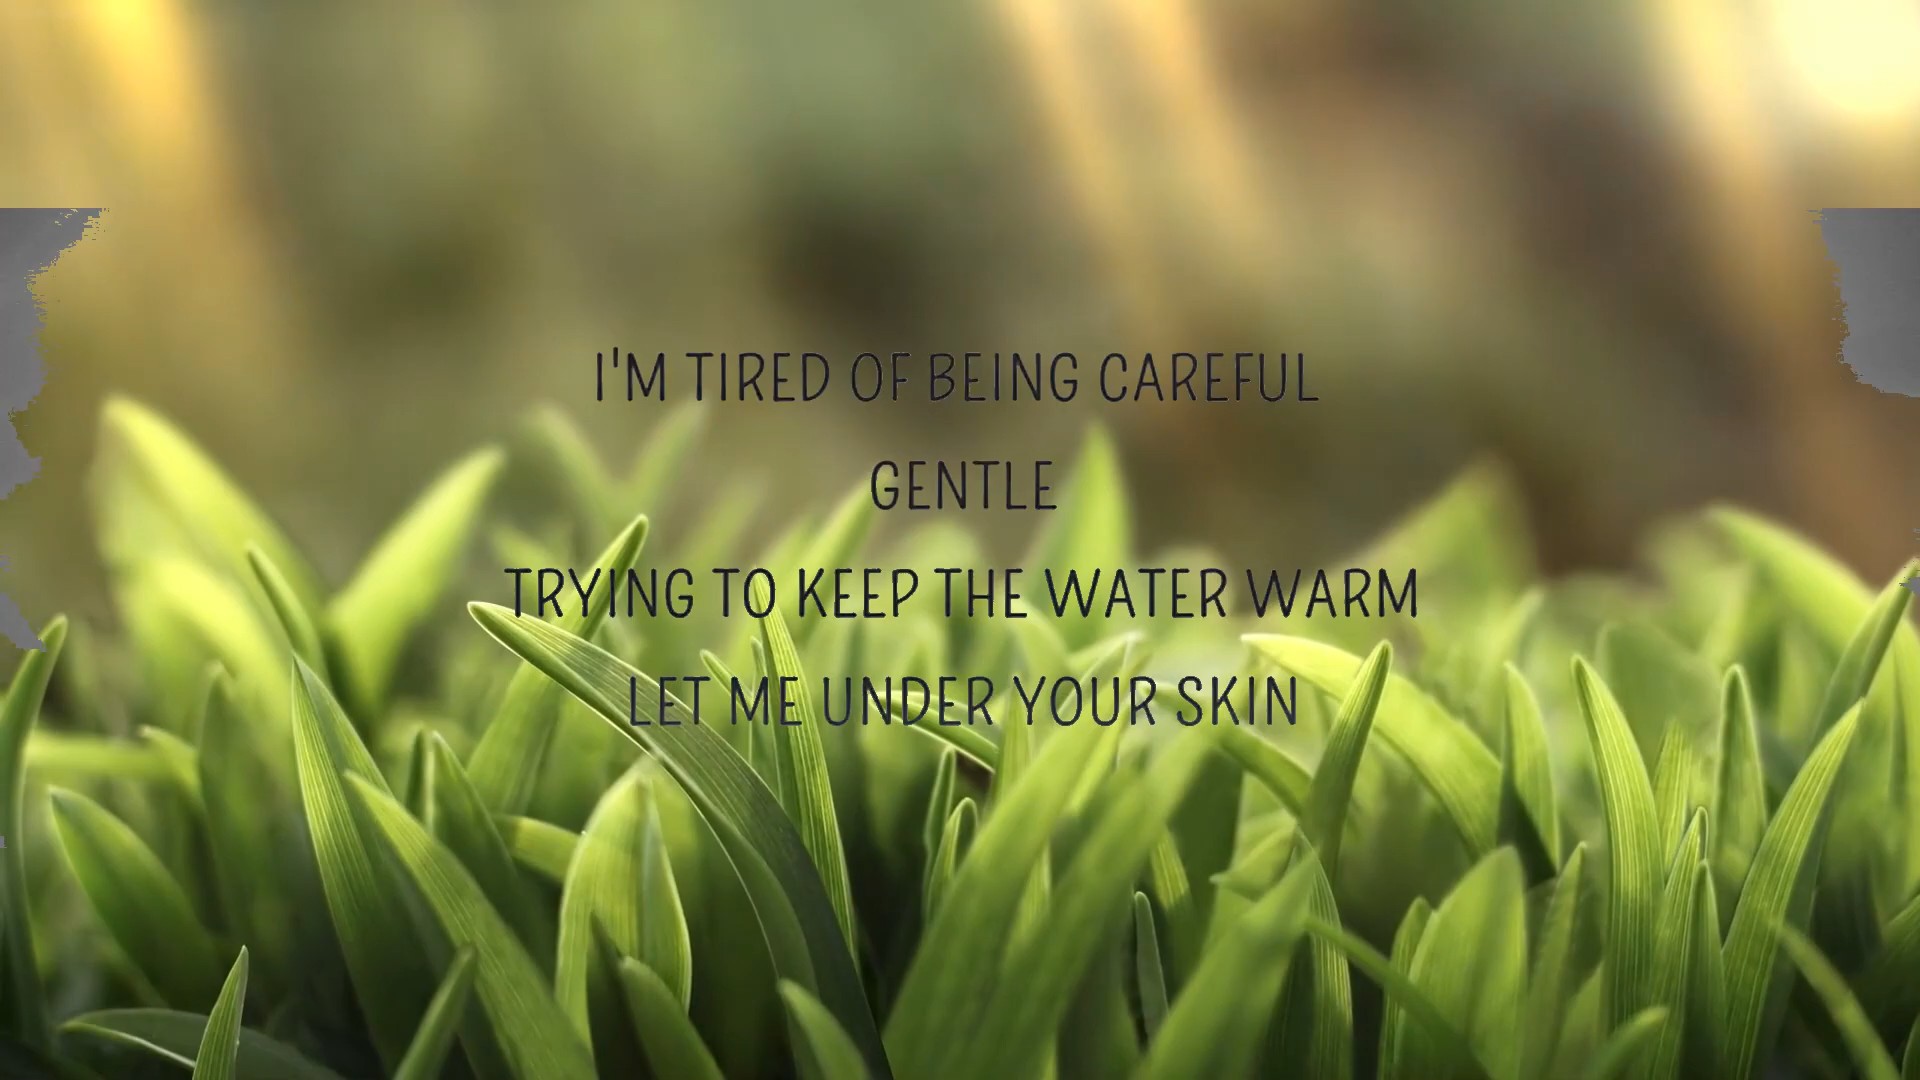 I'M TIRED OF BEING CAREFUL
GENTLE
TRYING TO KEEP THE WATER WARM
LET ME UNDER YOUR SKIN